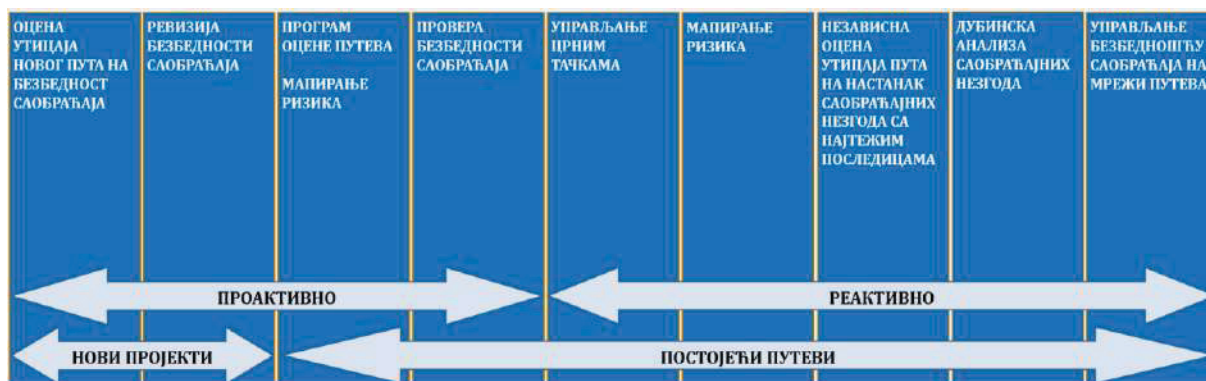 ОЦЕНА
УТИЦАЈА
НОВОГ ПУТА НА
БЕЗБЕДНОСТ
САОБРАЋАЈА
РЕВИЗИЈА
БЕЗБЕДНОСТИ
САОБРАЋАЈА
ПРОГРАМ
ОЦЕНЕ ПУТЕВА
МАПИРАЊЕ
РИЗИКА
ПРОВЕРА
БЕЗБЕДНОСТИ
САОБРАЋАЈА
УПРАВЉАЊЕ
ЦРНИМ
ТАЧКАМА
МАПИРАЊЕ
РИЗИКА
НЕЗАВИСНА
ОЦЕНА
УТИЦАЈА ПУТА
НА НАСТАНАК
САОБРАЋАЈНИХ
НЕЗГОДА СА
НАЈТЕЖИМ
ПОСЛЕДИЦАМА
ДУБИНСКА
АНАЛИЗА
САОБРАЋАЈНИХ
НЕЗГОДА
УПРАВЉАЊЕ
БЕЗБЕДНОШЋУ
САОБРАЋАЈА НА
МРЕЖИ ПУТЕВА
ПРОАКТИВНО
РЕАКТИВНО
НОВИ ПРОЈЕКТИ
ПОСТОЈЕЋИ ПУТЕВИ